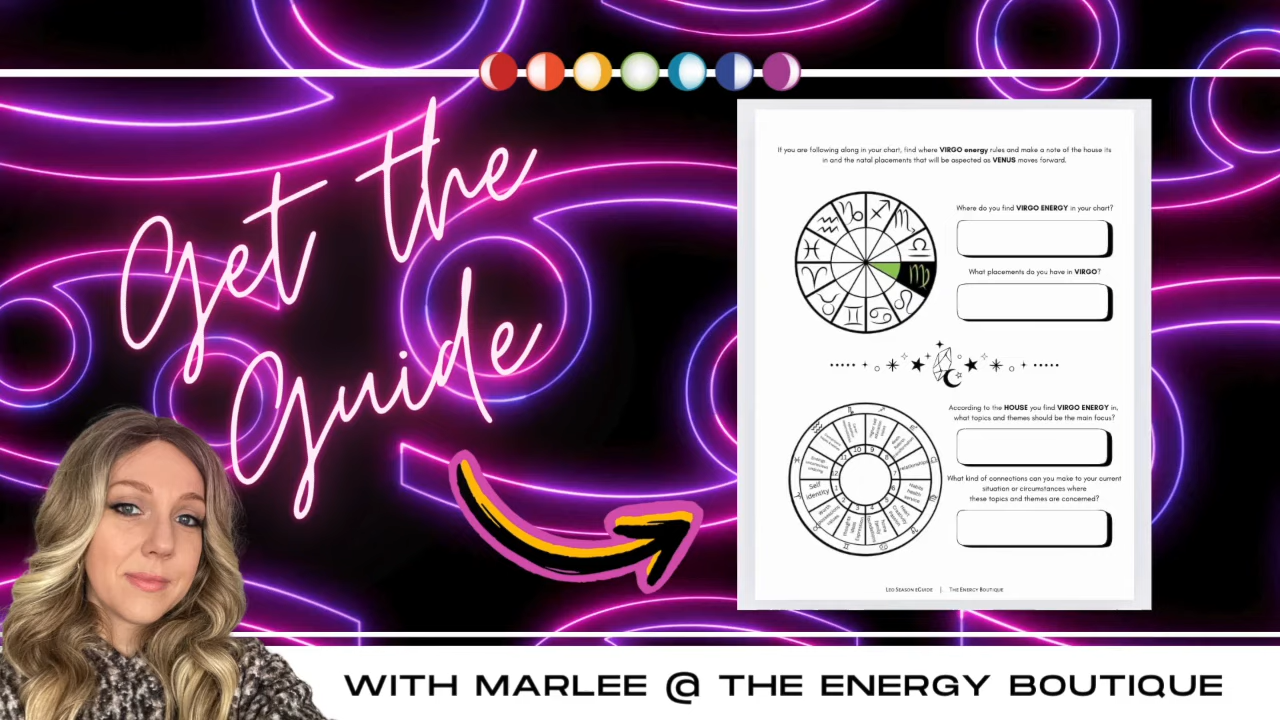 Get the
Guide
If you are following along in your chart, find where VIRGO energy rules and make a note of the house its
in and the natal placements that will be aspected as VENUS moves forward.
Where do you find VIRGO ENERGY in your chart?
What placements do you have in VIRGO?
According to the HOUSE you find VIRGO ENERGY in,
what topics and themes should be the main focus?
What kind of connections can you make to your current
situation or circumstances where
these topics and themes are concerned?
Self
identity
Habits
health
service
relationships
LEO SEASON EGUIDE | THE ENERGY BOUTIQUE
WITH MARLEE @ THE ENERGY BOUTIQUE